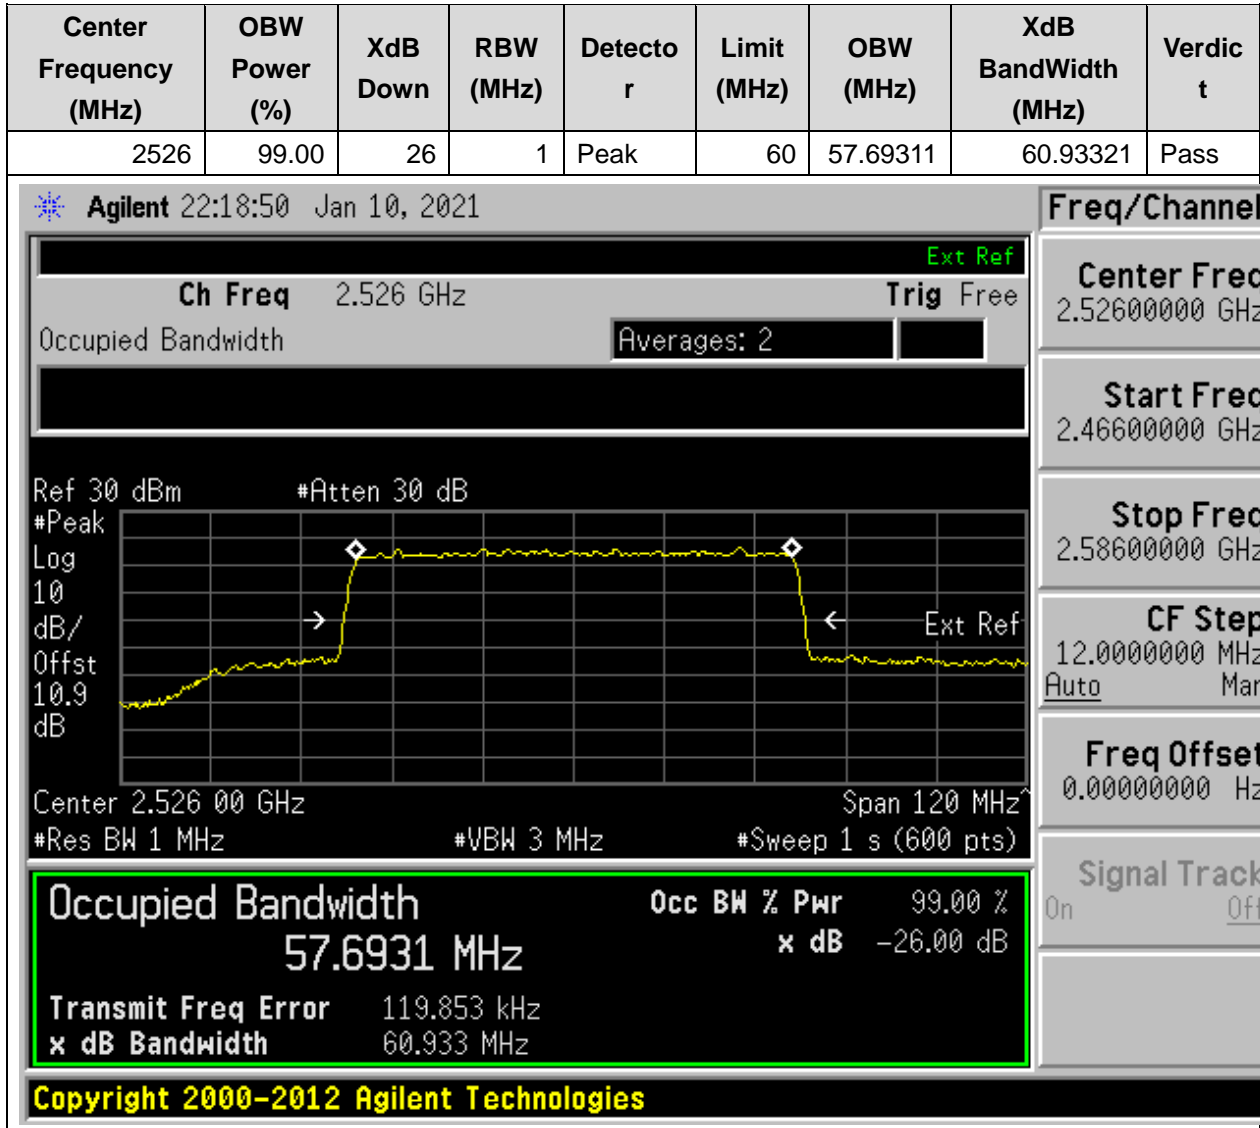 Center Frequency (MHz) OBW Power (%) XdB Down RBW (MHz) Detecto r Limit (MHz) OBW (MHz) XdB BandWidth (MHz) Verdic t
2526 99.00 26 1 Peak 60 57.69311 60.93321 Pass
Agilent 22:18:50 Jan 10, 2021
Freq/Channel
Ext Ref
Ch Freq 2.526 GHz Trig Free
Occupied Bandwidth Averages: 2
Center Freq
2.52600000 GHz
Start Freq
2.46600000 GHz
Stop Freq
2.58600000 GHz
CF Step
12.0000000 MHz
Auto Man
Freq Offset
0.00000000 Hz
Signal Track
On Off
Ref 30 dBm #Atten 30 dB
#Peak
Log
10
dB/
Offst
10.9
dB
Ext Ref
Center 2.526 00 GHz Span 120 MHz^
#Res BW 1 MHz #VBW 3 MHz #Sweep 1 s (600 pts)
Occupied Bandwidth Occ BW % Pwr 99.00 %
57.6931 MHz x dB -26.00 dB
Transmit Freq Error 119.853 kHz
x dB Bandwidth 60.933 MHz
Copyright 2000-2012 Agilent Technologies